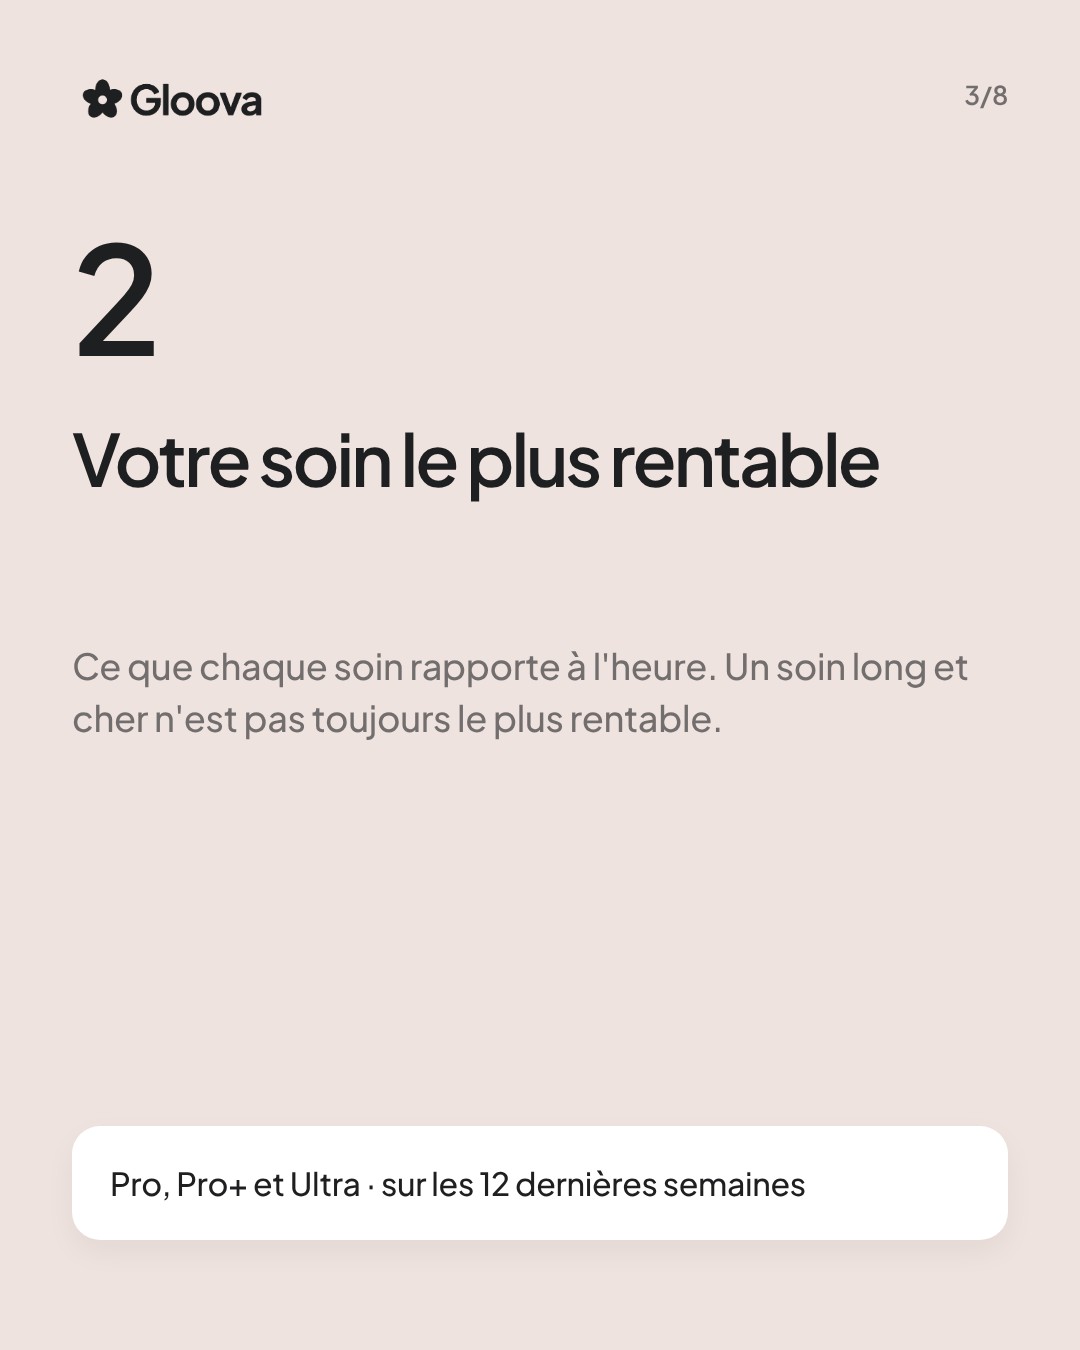 Gloova
3/8
2
Votre soin le plus rentable
Ce que chaque soin rapporte à l'heure. Un soin long et
cher n'est pas toujours le plus rentable.
Pro, Pro+ et Ultra · sur les 12 dernières semaines